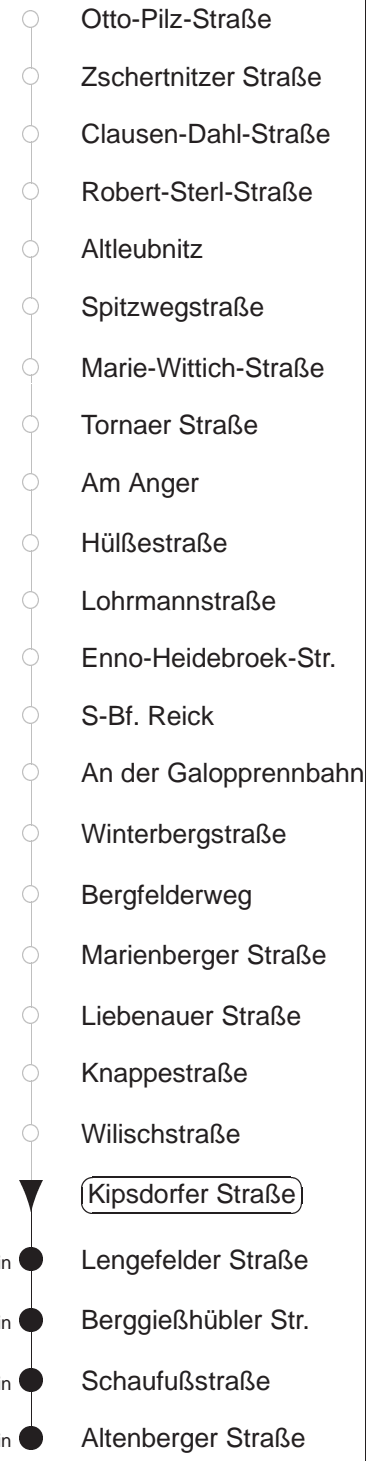 Otto-Pilz-Straße
Zschertnitzer Straße
Clausen-Dahl-Straße
Robert-Sterl-Straße
Altleubnitz
Spitzwegstraße
Marie-Wittich-Straße
Tornaer Straße
Am Anger
Hülßestraße
Lohrmannstraße
Enno-Heidebroek-Str.
S-Bf. Reick
An der Galopprennbahn
Winterbergstraße
Bergfelderweg
Marienberger Straße
Liebenauer Straße
Knappestraße
Wilischstraße
Kipsdorfer Straße
Lengefelder Straße
Berggießhübler Str.
Schaufußstraße
Altenberger Straße